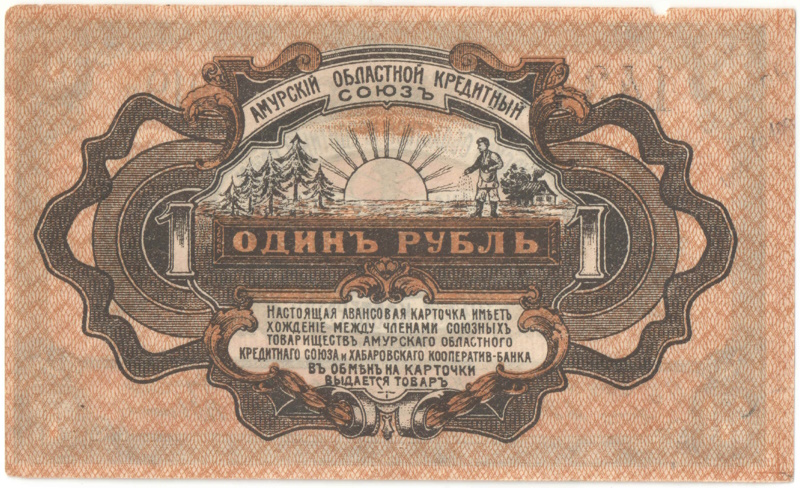 АМУРСКІЙ ОБЛАСТНОЙ КРЕДИТНЫЙ
СОЮЗЪ
1 ОДИНЪ РУБЛЬ 1
НАСТОЯЩАЯ АВАНСОВАЯ КАРТОЧКА ИМѢЕТЪ
ХОЖДЕНІЕ МЕЖДУ ЧЛЕНАМИ СОЮЗНЫХЪ
ТОВАРИЩЕСТВЪ АМУРСКАГО ОБЛАСТНОГО
КРЕДИТНАГО СОЮЗА И ХАБАРОВСКАГО КООПЕРАТИВ-БАНКА
ВЪ ОБМѢНЪ НА КАРТОЧКИ
ВЫДАЕТСЯ ТОВАРЪ